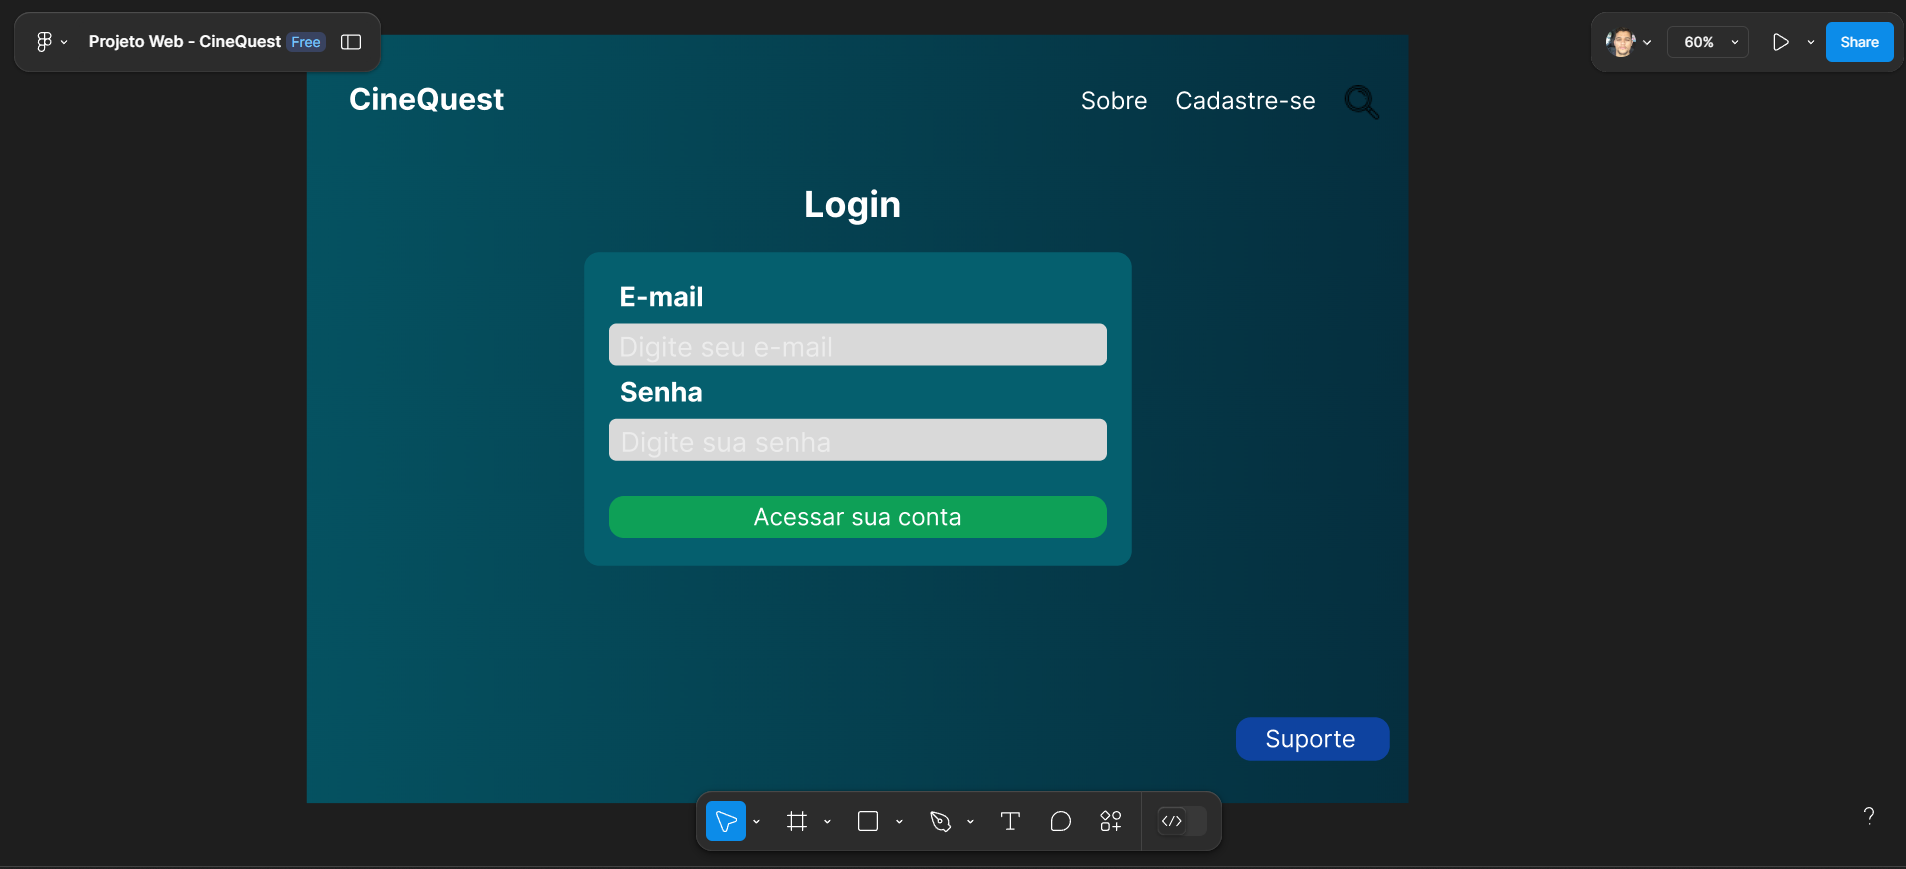 Projeto Web - CineQuest Free
60%
Share
CineQuest
Sobre Cadastre-se
Login
E-mail
Digite seu e-mail
Senha
Digite sua senha
Acessar sua conta
Suporte
?